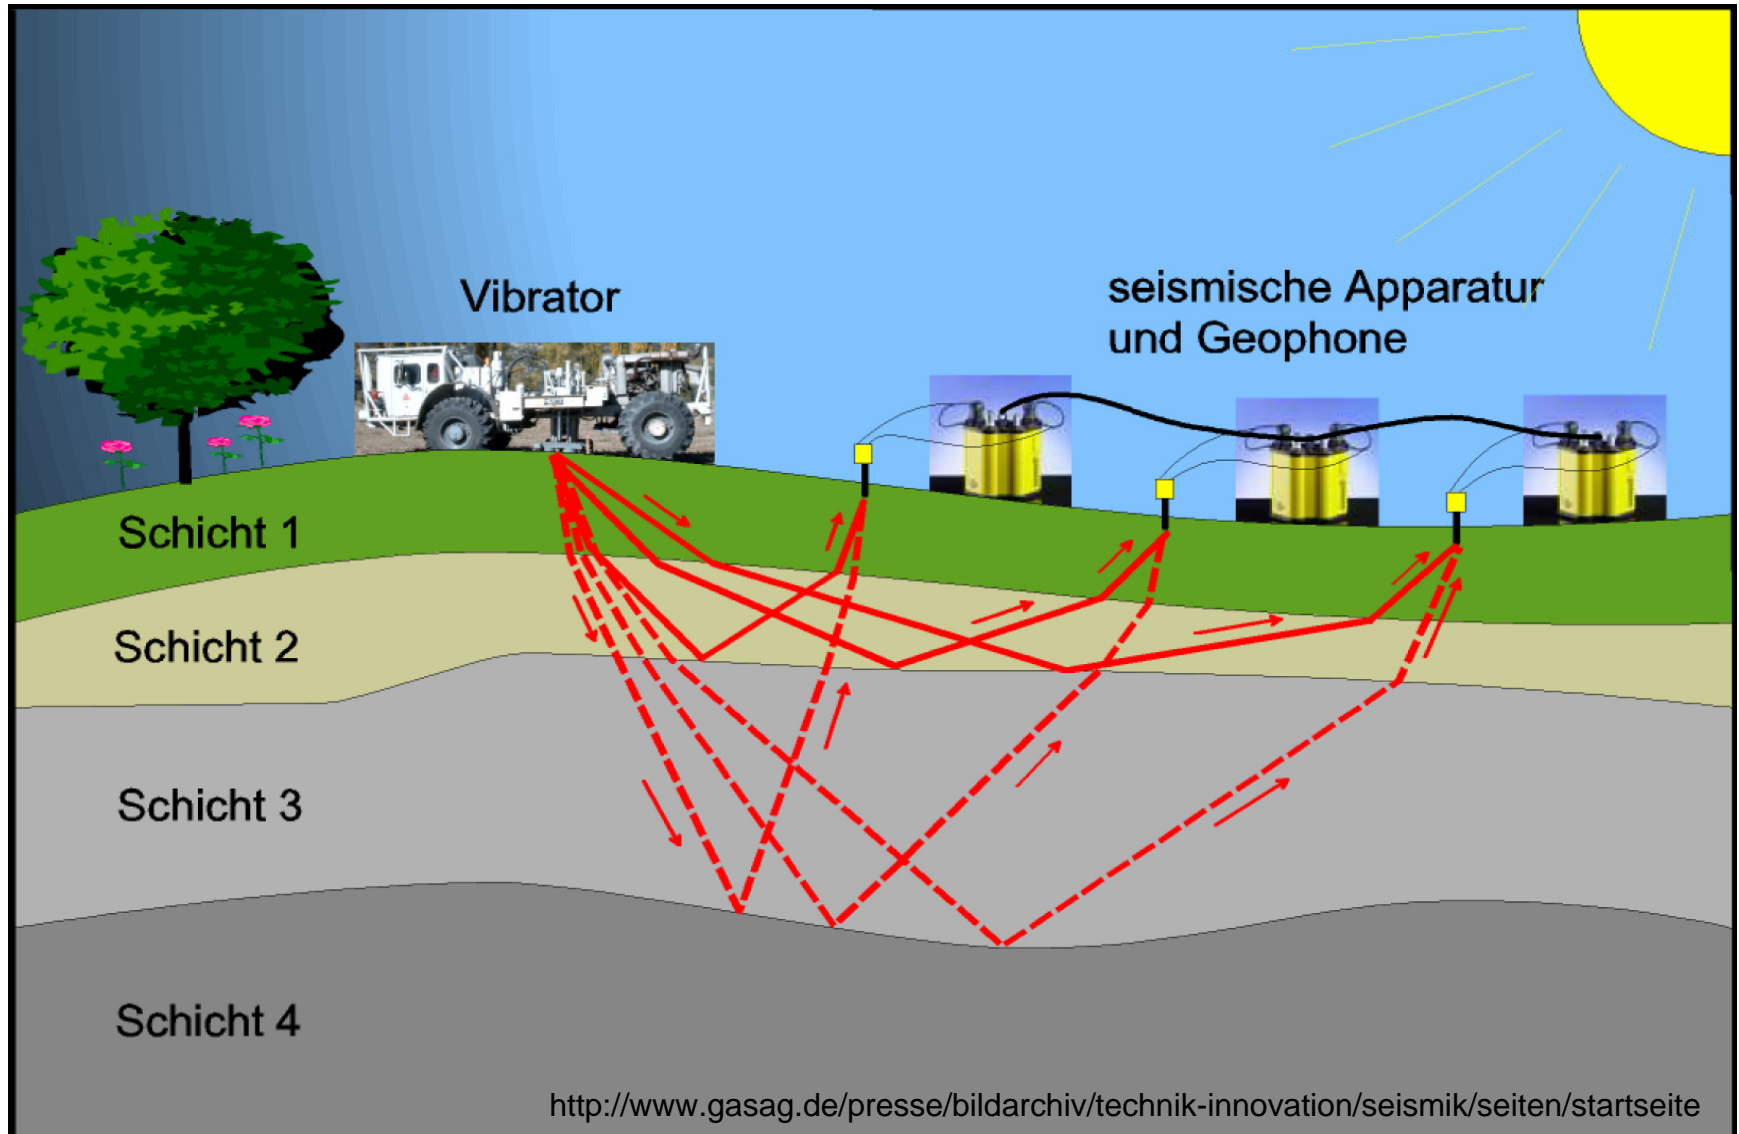 Vibrator
seismische Apparatur
und Geophone
Schicht 1
Schicht 2
Schicht 3
Schicht 4
http://www.gasag.de/presse/bildarchiv/technik-innovation/seismik/seiten/startseite